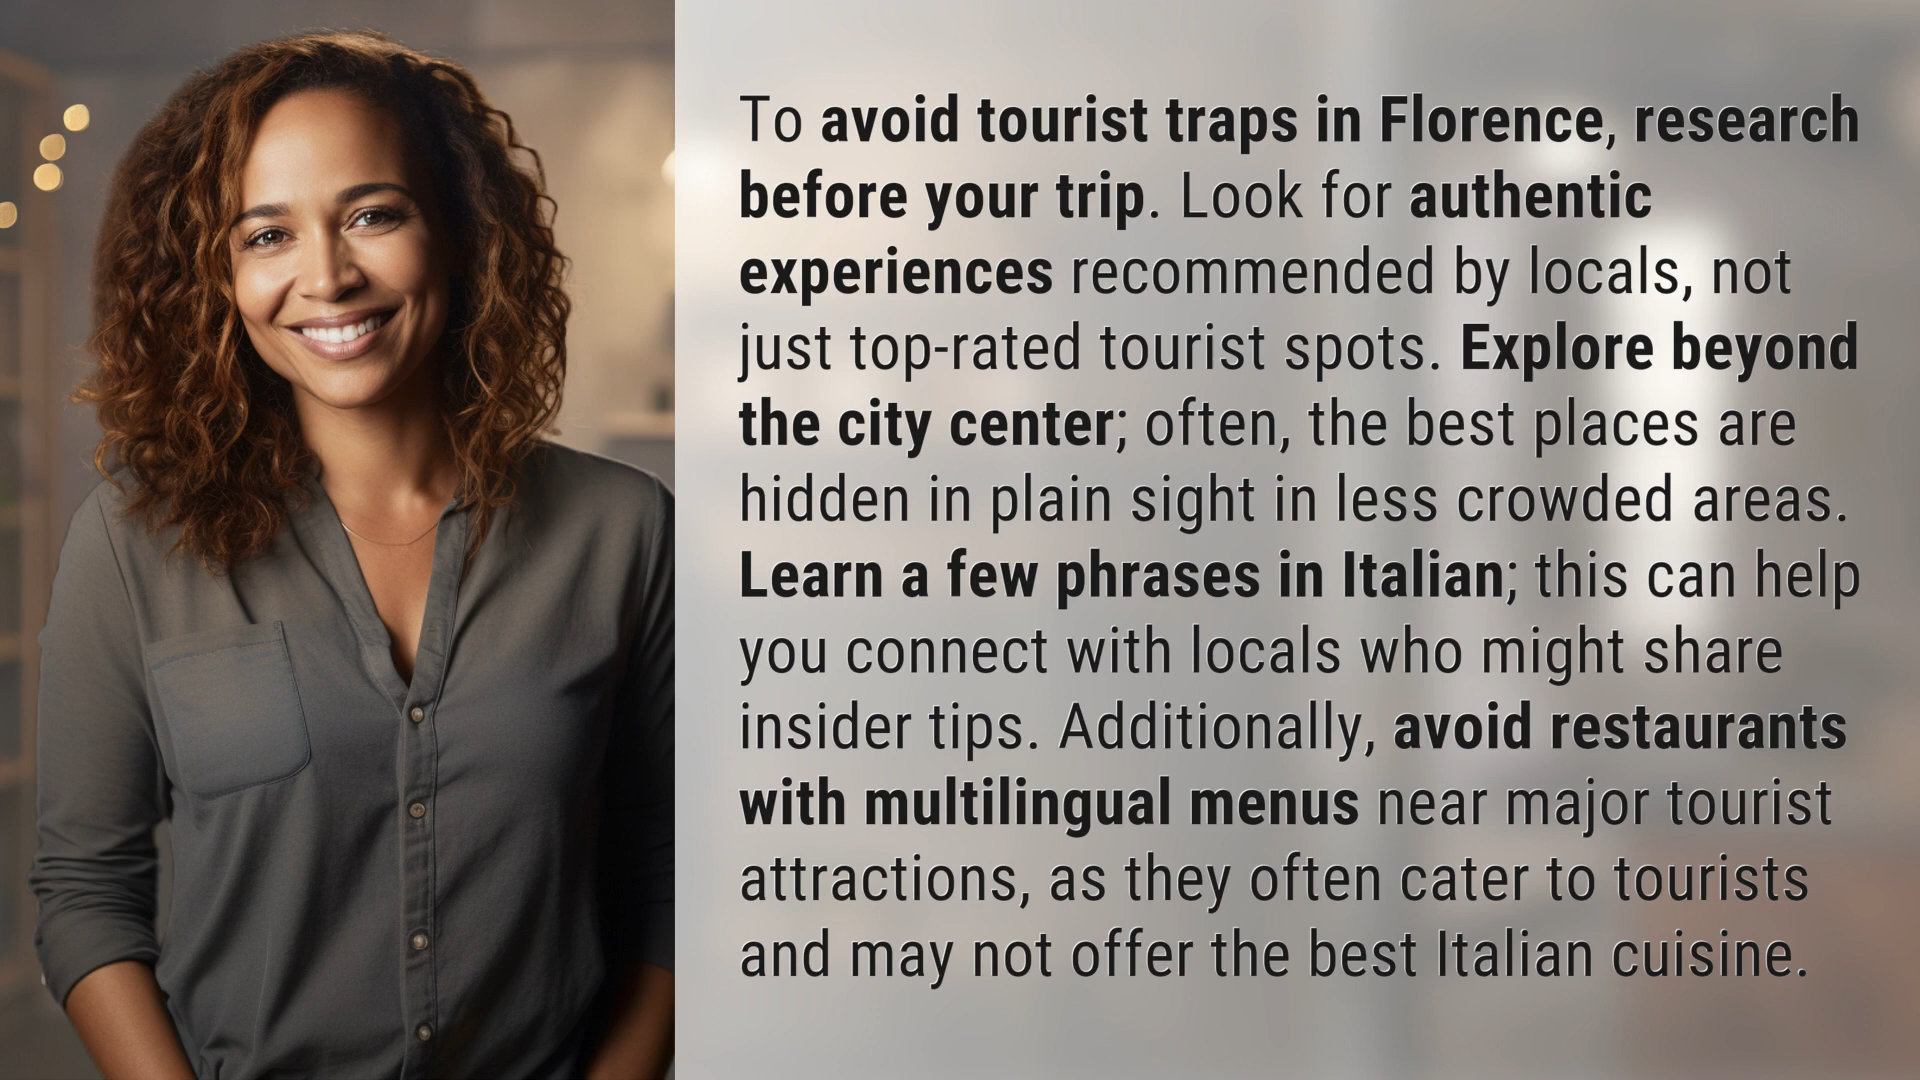 To avoid tourist traps in Florence, research
before your trip. Look for authentic
experiences recommended by locals, not
just top-rated tourist spots. Explore beyond
the city center; often, the best places are
hidden in plain sight in less crowded areas.
Learn a few phrases in Italian; this can help
you connect with locals who might share
insider tips. Additionally, avoid restaurants
with multilingual menus near major tourist
attractions, as they often cater to tourists
and may not offer the best Italian cuisine.